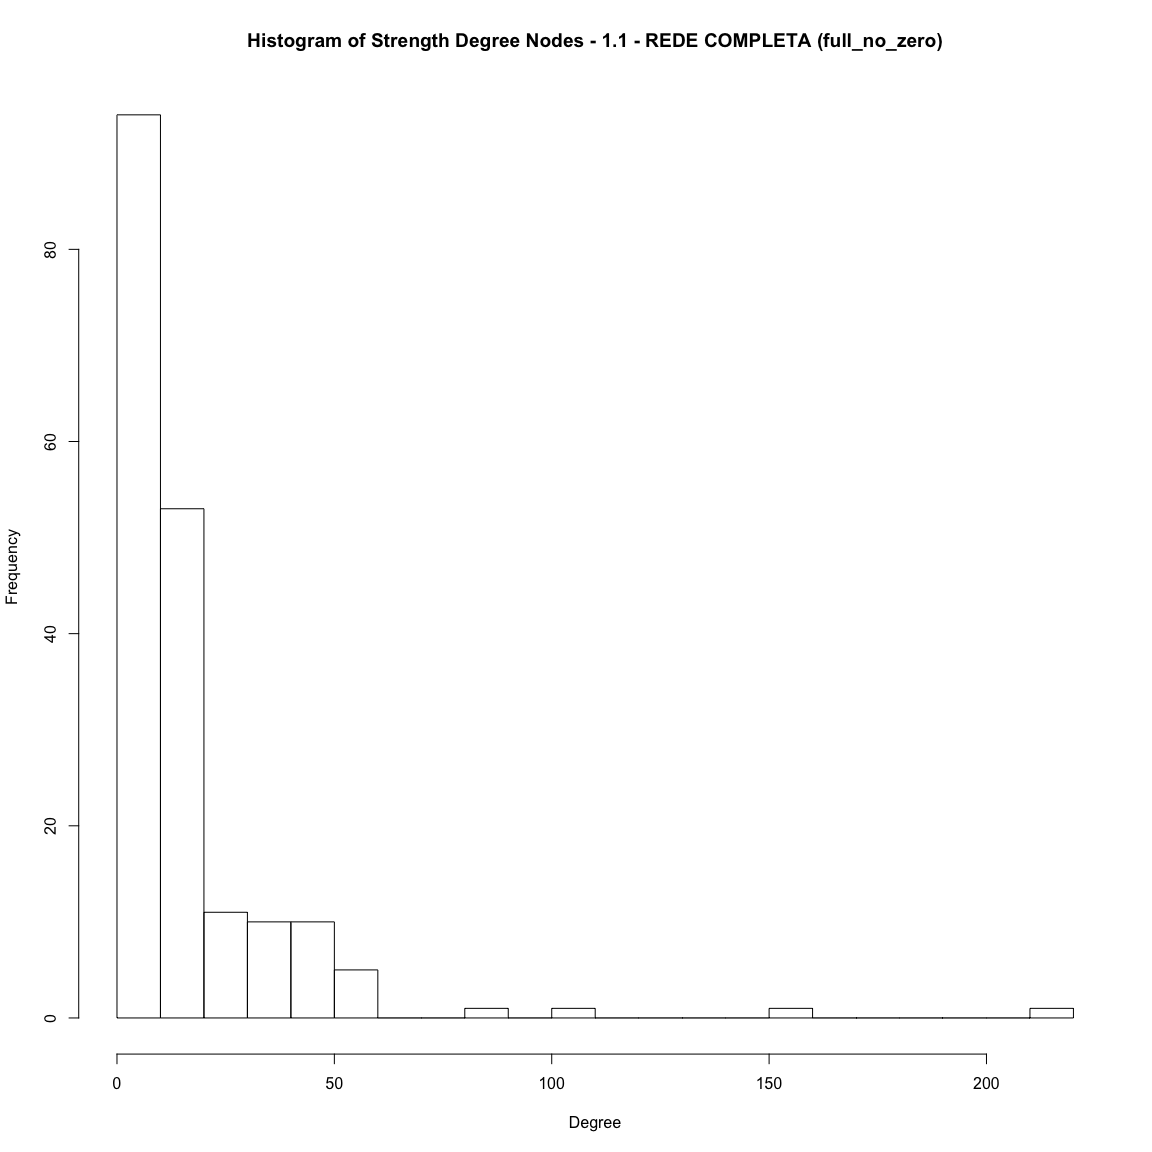 Histogram of Strength Degree Nodes - 1.1 - REDE COMPLETA (full_no_zero)
Frequency
80
60
40
20
0
0 50 100 150 200
Degree